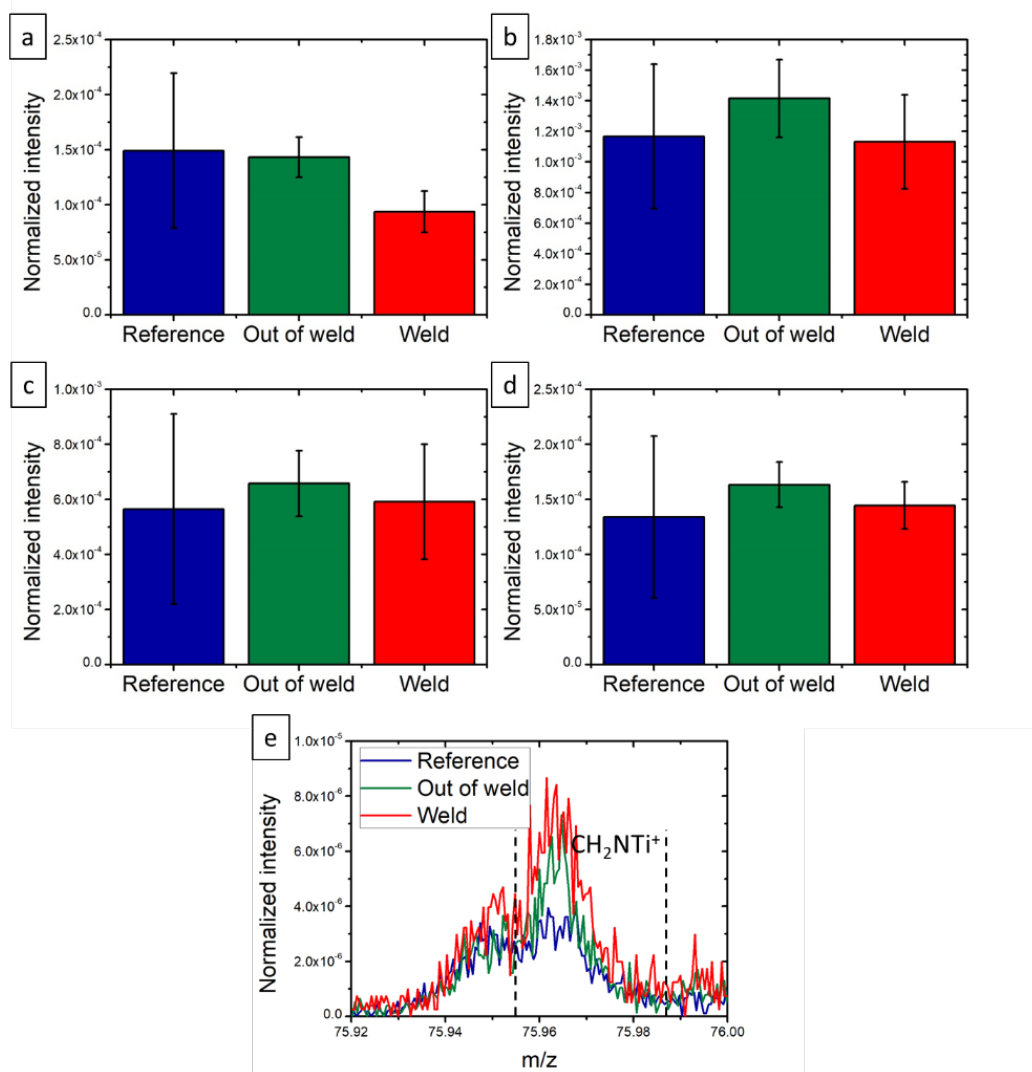 a
2.5x10⁻⁴
2.0x10⁻⁴
1.5x10⁻⁴
1.0x10⁻⁴
5.0x10⁻⁵
0.0
Normalized intensity
Reference Out of weld Weld
b
1.8x10⁻³
1.6x10⁻³
1.4x10⁻³
1.2x10⁻³
1.0x10⁻³
8.0x10⁻⁴
6.0x10⁻⁴
4.0x10⁻⁴
2.0x10⁻⁴
0.0
Normalized intensity
Reference Out of weld Weld
c
1.0x10⁻³
8.0x10⁻⁴
6.0x10⁻⁴
4.0x10⁻⁴
2.0x10⁻⁴
0.0
Normalized intensity
Reference Out of weld Weld
d
2.5x10⁻⁴
2.0x10⁻⁴
1.5x10⁻⁴
1.0x10⁻⁴
5.0x10⁻⁵
0.0
Normalized intensity
Reference Out of weld Weld
e
1.0x10⁻⁵
8.0x10⁻⁶
6.0x10⁻⁶
4.0x10⁻⁶
2.0x10⁻⁶
0.0
Normalized intensity
Reference
Out of weld
Weld
CH₂NTi⁺
75.92 75.94 75.96 75.98 76.00
m/z